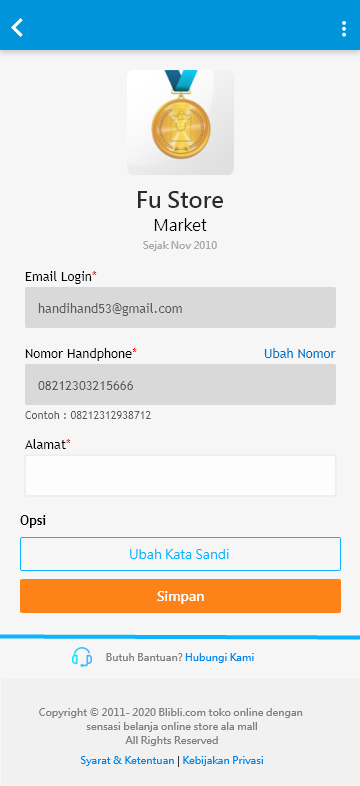 Fu Store
Market
Sejak Nov 2010
Email Login*
handihand53@gmail.com
Nomor Handphone* Ubah Nomor
08212303215666
Contoh : 08212312938712
Alamat*
Opsi
Ubah Kata Sandi
Simpan
Butuh Bantuan? Hubungi Kami
Copyright © 2011- 2020 Blibli.com toko online dengan
sensasi belanja online store ala mall
All Rights Reserved
Syarat & Ketentuan | Kebijakan Privasi